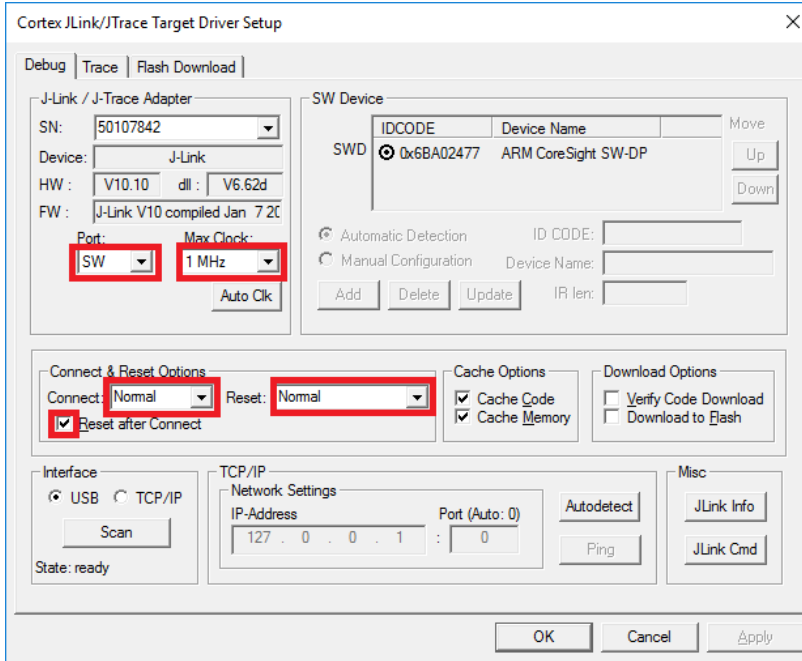 Cortex JLink/JTrace Target Driver Setup
Debug Trace Flash Download
J-Link / J-Trace Adapter
SN: 50107842
Device: J-Link
HW : V10.10 dll : V6.62d
FW : J-Link V10 compiled Jan 7 20
Port: Max Clock:
SW 1 MHz
Auto Clk
SW Device
IDCODE Device Name Move
SWD 0x6BA02477 ARM CoreSight SW-DP Up
Down
Automatic Detection ID CODE:
Manual Configuration Device Name:
Add Delete Update IR len:
Connect & Reset Options
Connect: Normal Reset: Normal
Reset after Connect
Cache Options
Cache Code
Cache Memory
Download Options
Verify Code Download
Download to Flash
Interface
USB TCP/IP
Scan
State: ready
TCP/IP
Network Settings
IP-Address Port (Auto: 0)
127 . 0 . 0 . 1 : 0
Autodetect
Ping
Misc
JLink Info
JLink Cmd
OK Cancel Apply